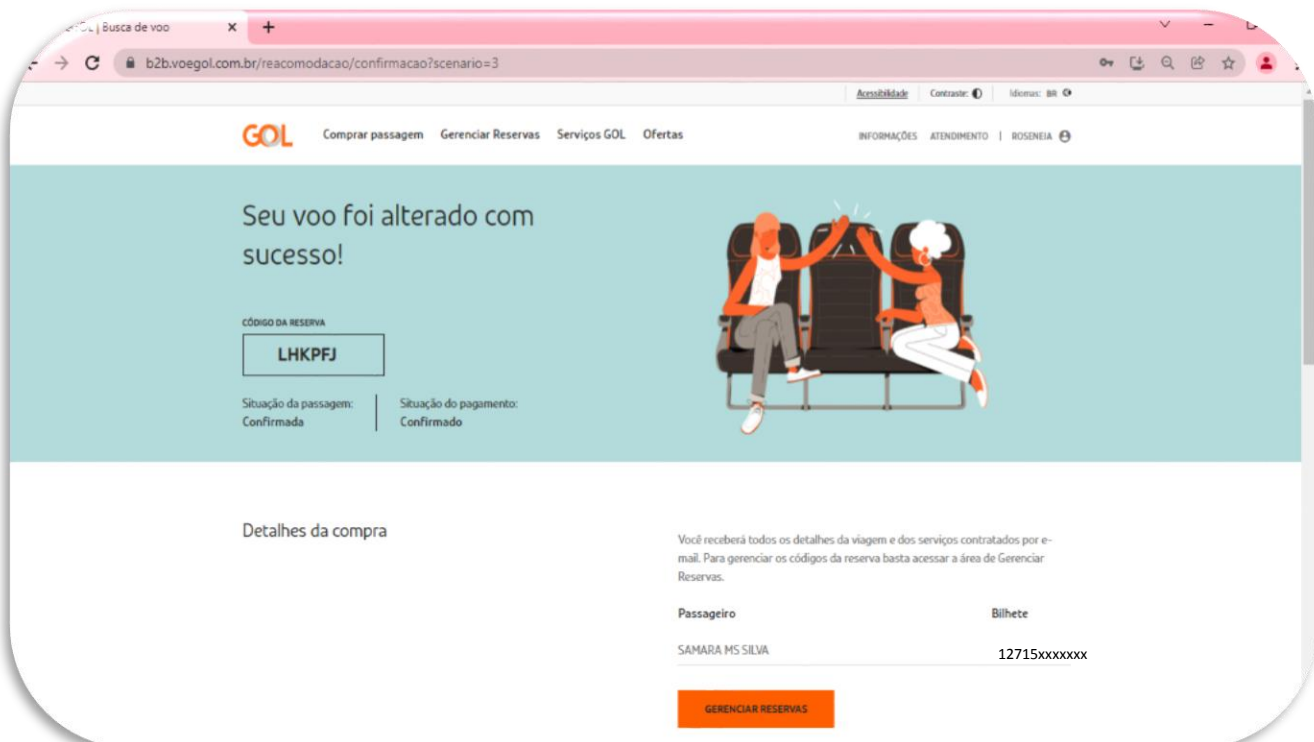 GOL | Busca de voo
b2b.voegol.com.br/reacomodacao/confirmacao?scenario=3
Acessibilidade Contraste: Idiomas: BR
GOL Comprar passagem Gerenciar Reservas Serviços GOL Ofertas INFORMAÇÕES ATENDIMENTO | ROSENEIA
Seu voo foi alterado com
sucesso!
CÓDIGO DA RESERVA
LHKPFJ
Situação da passagem: Situação do pagamento:
Confirmada Confirmado
Detalhes da compra
Você receberá todos os detalhes da viagem e dos serviços contratados por e-
mail. Para gerenciar os códigos da reserva basta acessar a área de Gerenciar
Reservas.
Passageiro Bilhete
SAMARA MS SILVA 12715xxxxxxx
GERENCIAR RESERVAS